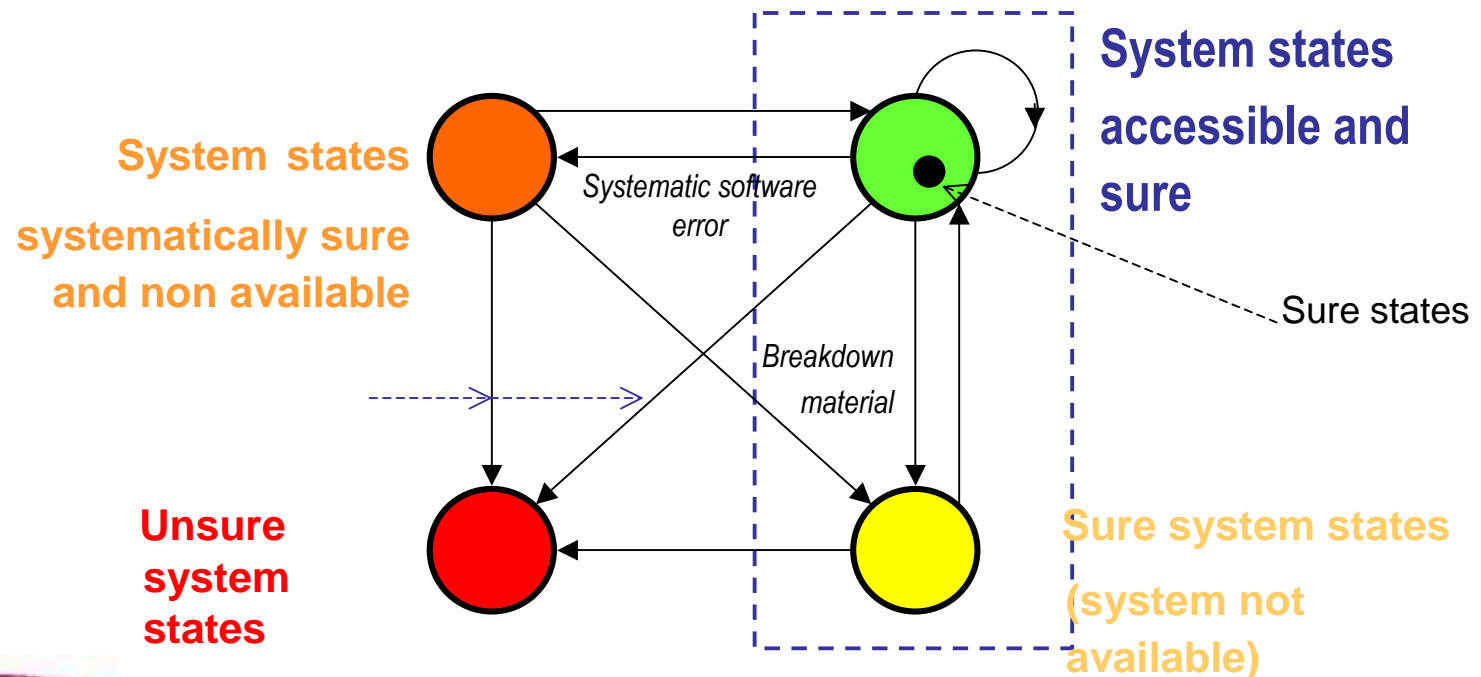 System states
systematically sure
and non available
Systematic software
error
System states
accessible and
sure
Sure states
Breakdown
material
Unsure
system
states
Sure system states
(system not
available)